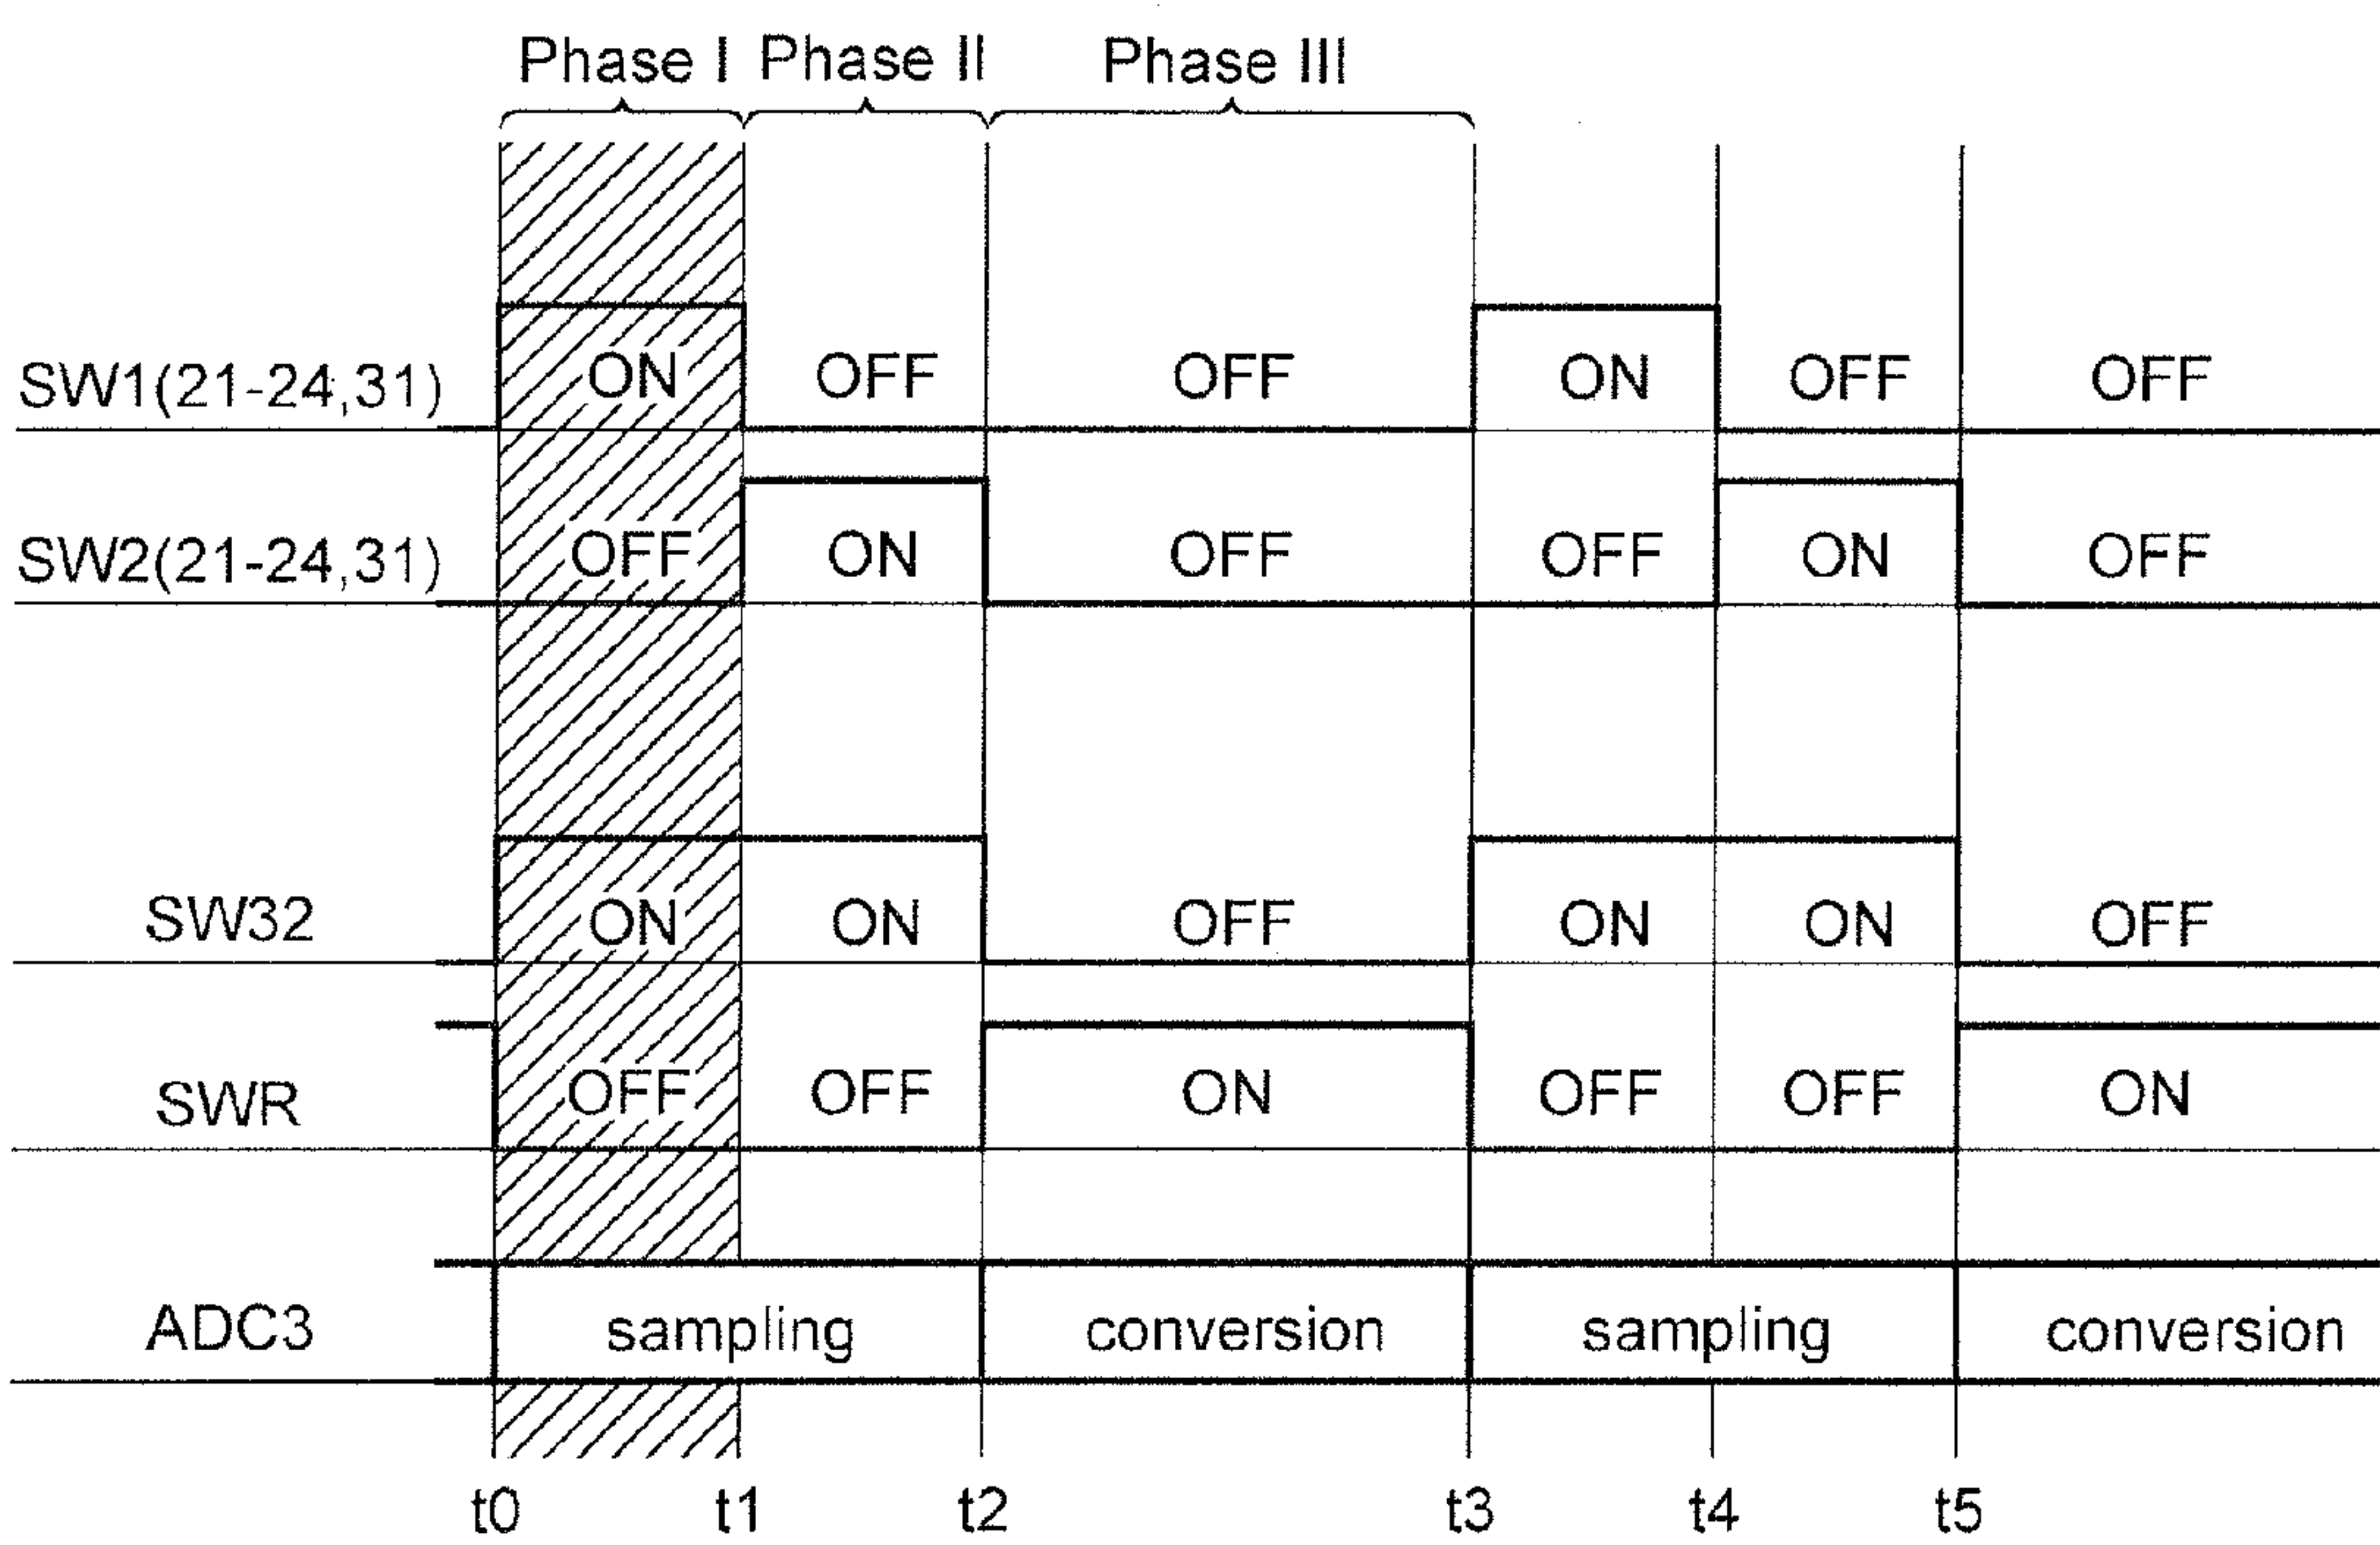 Phase I Phase II Phase III
SW1(21-24,31) ON OFF OFF ON OFF OFF
SW2(21-24,31) OFF ON OFF OFF ON OFF
SW32 ON ON OFF ON ON OFF
SWR OFF OFF ON OFF OFF ON
ADC3 sampling conversion sampling conversion
t0 t1 t2 t3 t4 t5